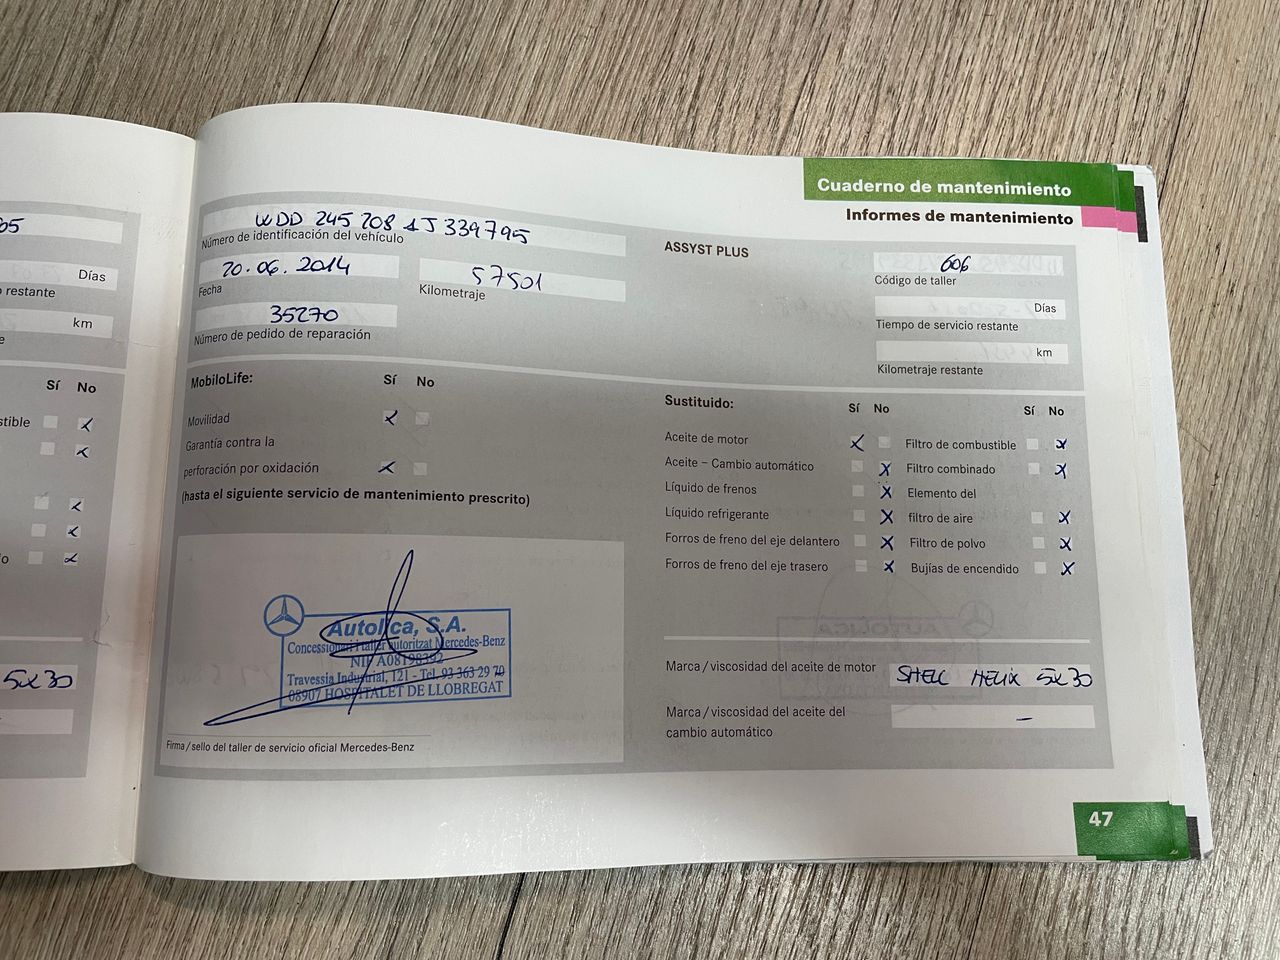 Cuaderno de mantenimiento
Informes de mantenimiento
Días
restante
km
Sí No
5x30
WDD 245 208 1J 339795
Número de identificación del vehículo
20.06.2014
57501
Fecha
Kilometraje
35270
Número de pedido de reparación
ASSYST PLUS
606
Código de taller
Días
Tiempo de servicio restante
km
Kilometraje restante
MobiloLife: Sí No
Movilidad
Garantía contra la
perforación por oxidación
(hasta el siguiente servicio de mantenimiento prescrito)
Autolica, S.A.
Concessionari i taller autoritzat Mercedes-Benz
NIF A08198392
Travessia Industrial, 121 - Tel. 93 363 29 70
08907 HOSPITALET DE LLOBREGAT
Firma/sello del taller de servicio oficial Mercedes-Benz
Sustituido: Sí No Sí No
Aceite de motor
Aceite – Cambio automático
Líquido de frenos
Líquido refrigerante
Forros de freno del eje delantero
Forros de freno del eje trasero
Filtro de combustible
Filtro combinado
Elemento del
filtro de aire
Filtro de polvo
Bujías de encendido
Marca/viscosidad del aceite de motor SHELL HELIX 5x30
Marca/viscosidad del aceite del –
cambio automático
47